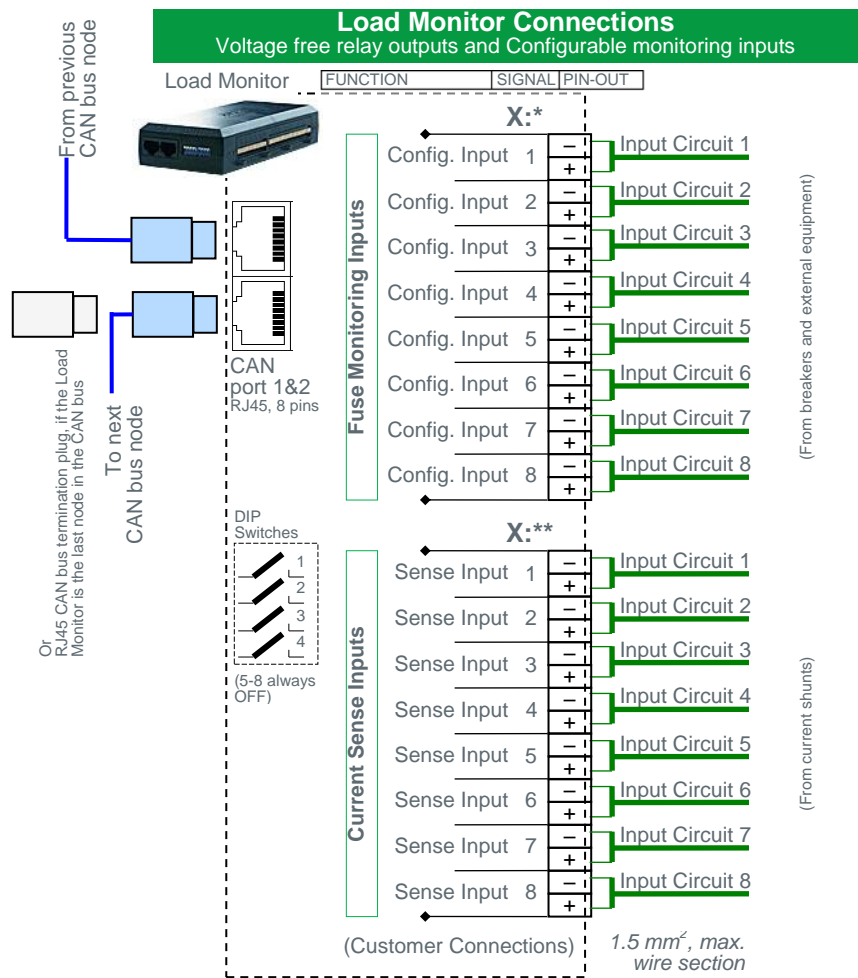 Load Monitor Connections
Voltage free relay outputs and Configurable monitoring inputs
Load Monitor
FUNCTION
SIGNAL
PIN-OUT
From previous
CAN bus node
X:*
Fuse Monitoring Inputs
Config. Input 1
–
+
Input Circuit 1
Config. Input 2
–
+
Input Circuit 2
Config. Input 3
–
+
Input Circuit 3
Config. Input 4
–
+
Input Circuit 4
Config. Input 5
–
+
Input Circuit 5
Config. Input 6
–
+
Input Circuit 6
Config. Input 7
–
+
Input Circuit 7
Config. Input 8
–
+
Input Circuit 8
(From breakers and external equipment)
CAN
port 1&2
RJ45, 8 pins
To next
CAN bus node
Or
RJ45 CAN bus termination plug, if the Load
Monitor is the last node in the CAN bus
DIP
Switches
1
2
3
4
(5-8 always
OFF)
X:**
Current Sense Inputs
Sense Input 1
–
+
Input Circuit 1
Sense Input 2
–
+
Input Circuit 2
Sense Input 3
–
+
Input Circuit 3
Sense Input 4
–
+
Input Circuit 4
Sense Input 5
–
+
Input Circuit 5
Sense Input 6
–
+
Input Circuit 6
Sense Input 7
–
+
Input Circuit 7
Sense Input 8
–
+
Input Circuit 8
(From current shunts)
(Customer Connections)
1.5 mm², max.
wire section